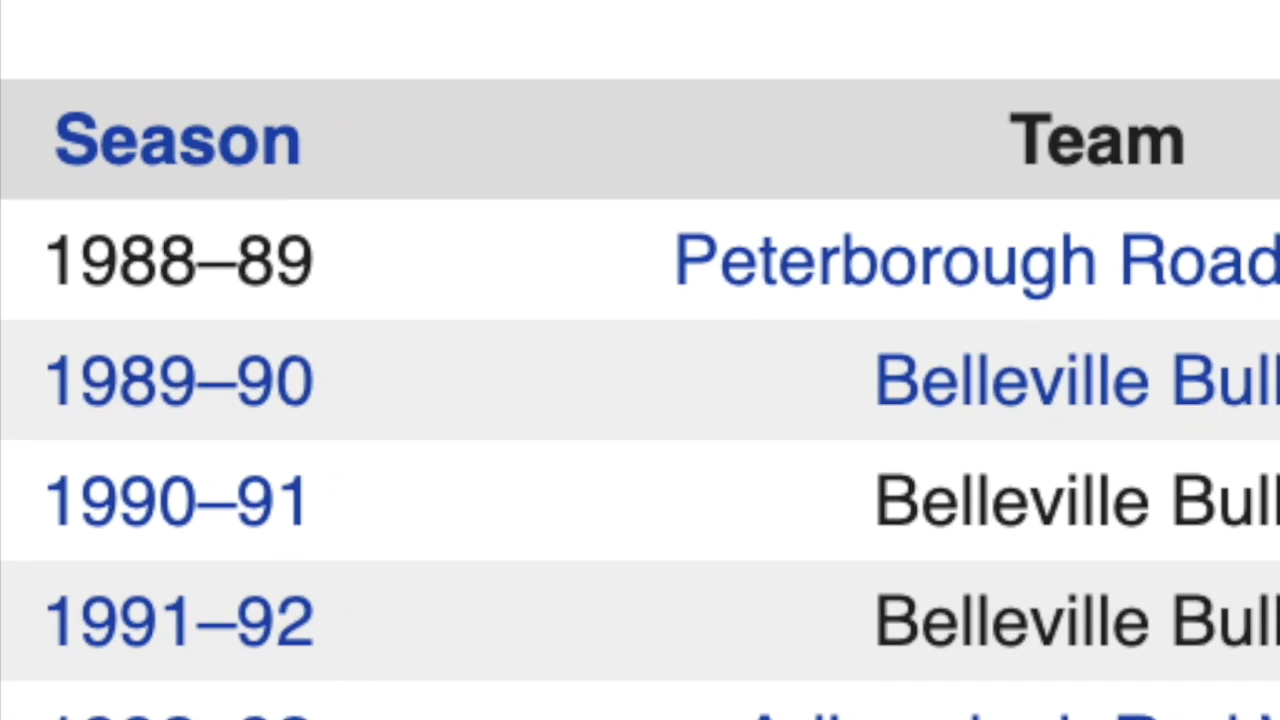 Season Team
1988–89 Peterborough Road
1989–90 Belleville Bull
1990–91 Belleville Bull
1991–92 Belleville Bull